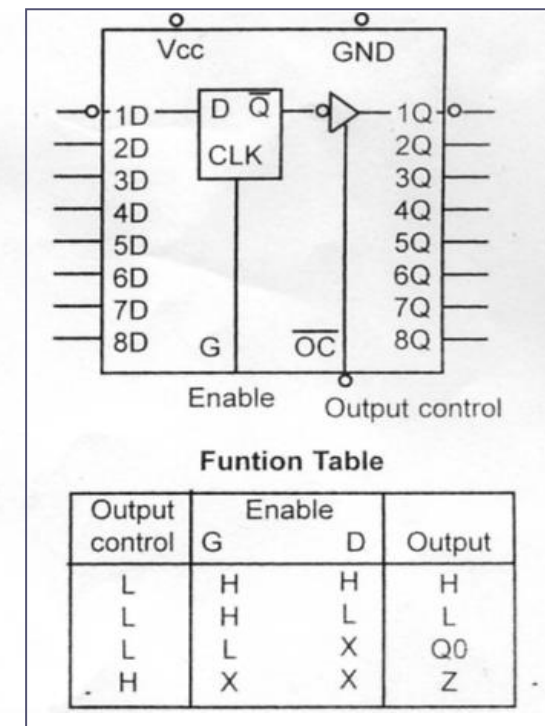 Vcc GND
1D D Q̅ 1Q
2D CLK 2Q
3D 3Q
4D 4Q
5D 5Q
6D 6Q
7D 7Q
8D G O̅C̅ 8Q
Enable Output control
Funtion Table
Output Enable
control G D Output
L H H H
L H L L
L L X Q0
H X X Z